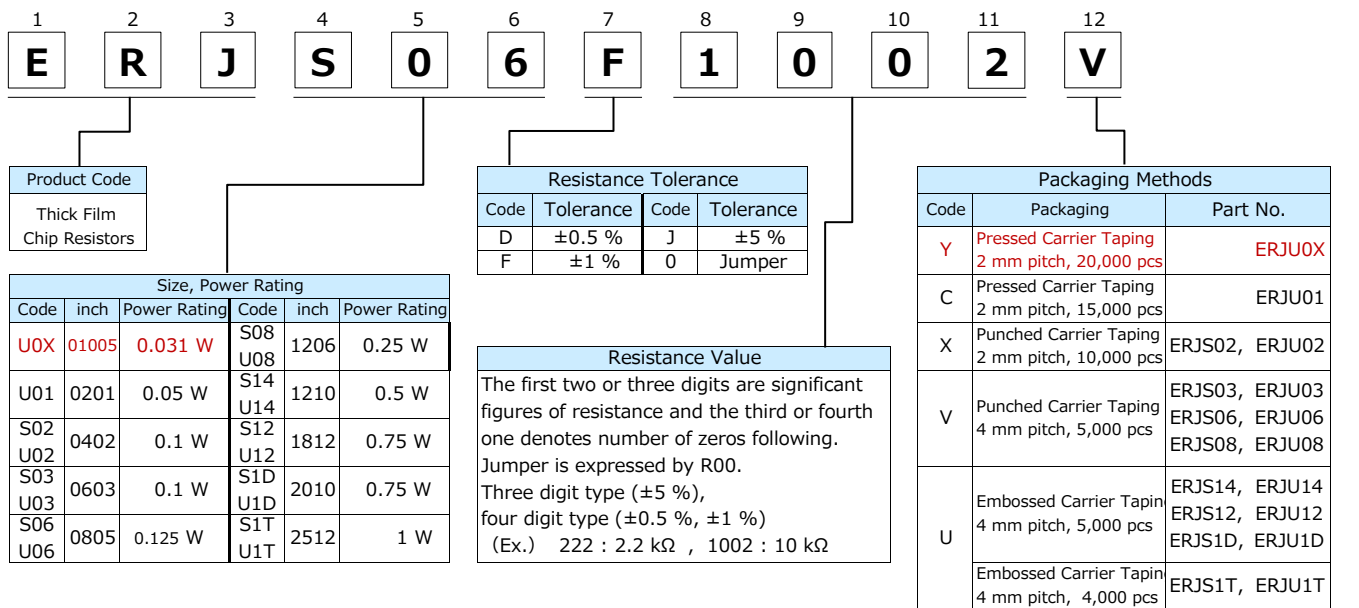 1 2 3 4 5 6 7 8 9 10 11 12
E R J S 0 6 F 1 0 0 2 V
Product Code
Thick Film
Chip Resistors
Size, Power Rating
Code inch Power Rating Code inch Power Rating
U0X 01005 0.031 W S08 U08 1206 0.25 W
U01 0201 0.05 W S14 U14 1210 0.5 W
S02 U02 0402 0.1 W S12 U12 1812 0.75 W
S03 U03 0603 0.1 W S1D U1D 2010 0.75 W
S06 U06 0805 0.125 W S1T U1T 2512 1 W
Resistance Tolerance
Code Tolerance Code Tolerance
D ±0.5 % J ±5 %
F ±1 % 0 Jumper
Resistance Value
The first two or three digits are significant
figures of resistance and the third or fourth
one denotes number of zeros following.
Jumper is expressed by R00.
Three digit type (±5 %),
four digit type (±0.5 %, ±1 %)
(Ex.) 222 : 2.2 kΩ , 1002 : 10 kΩ
Packaging Methods
Code Packaging Part No.
Y Pressed Carrier Taping
2 mm pitch, 20,000 pcs ERJU0X
C Pressed Carrier Taping
2 mm pitch, 15,000 pcs ERJU01
X Punched Carrier Taping
2 mm pitch, 10,000 pcs ERJS02, ERJU02
V Punched Carrier Taping
4 mm pitch, 5,000 pcs
ERJS03, ERJU03
ERJS06, ERJU06
ERJS08, ERJU08
U Embossed Carrier Tapin
4 mm pitch, 5,000 pcs
ERJS14, ERJU14
ERJS12, ERJU12
ERJS1D, ERJU1D
Embossed Carrier Tapin
4 mm pitch, 4,000 pcs ERJS1T, ERJU1T